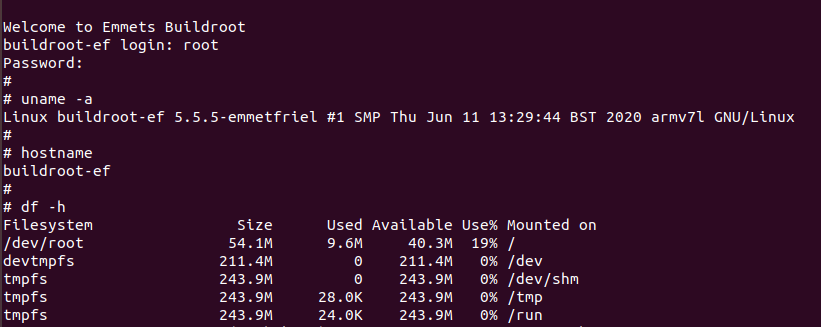 Welcome to Emmets Buildroot
buildroot-ef login: root
Password:
#
# uname -a
Linux buildroot-ef 5.5.5-emmetfriel #1 SMP Thu Jun 11 13:29:44 BST 2020 armv7l GNU/Linux
#
# hostname
buildroot-ef
#
# df -h
Filesystem                Size      Used Available Use% Mounted on
/dev/root                54.1M      9.6M     40.3M  19% /
devtmpfs                211.4M         0    211.4M   0% /dev
tmpfs                   243.9M         0    243.9M   0% /dev/shm
tmpfs                   243.9M     28.0K    243.9M   0% /tmp
tmpfs                   243.9M     24.0K    243.9M   0% /run